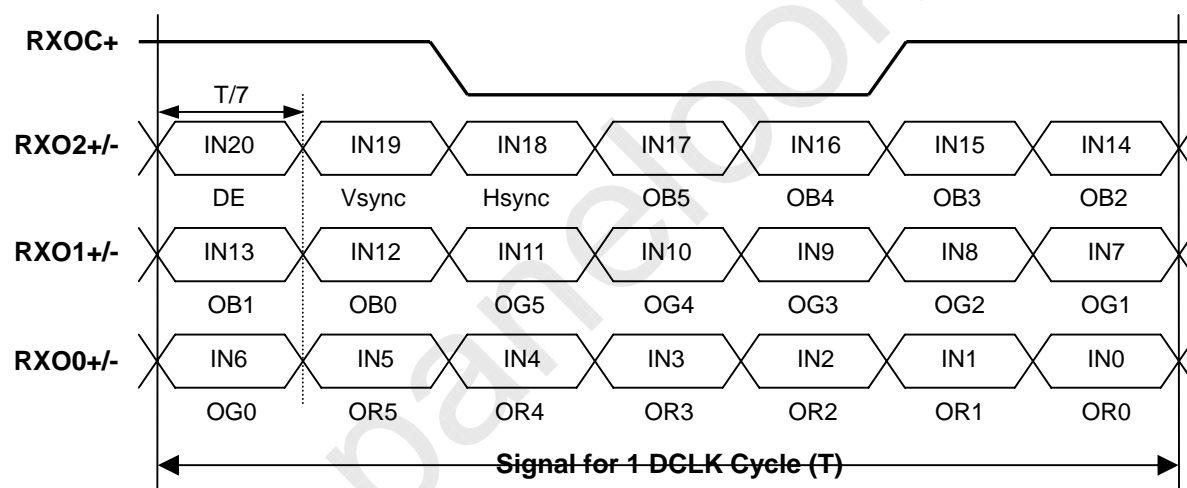 RXOC+
T/7
RXO2+/- IN20 IN19 IN18 IN17 IN16 IN15 IN14
DE Vsync Hsync OB5 OB4 OB3 OB2
RXO1+/- IN13 IN12 IN11 IN10 IN9 IN8 IN7
OB1 OB0 OG5 OG4 OG3 OG2 OG1
RXO0+/- IN6 IN5 IN4 IN3 IN2 IN1 IN0
OG0 OR5 OR4 OR3 OR2 OR1 OR0
Signal for 1 DCLK Cycle (T)